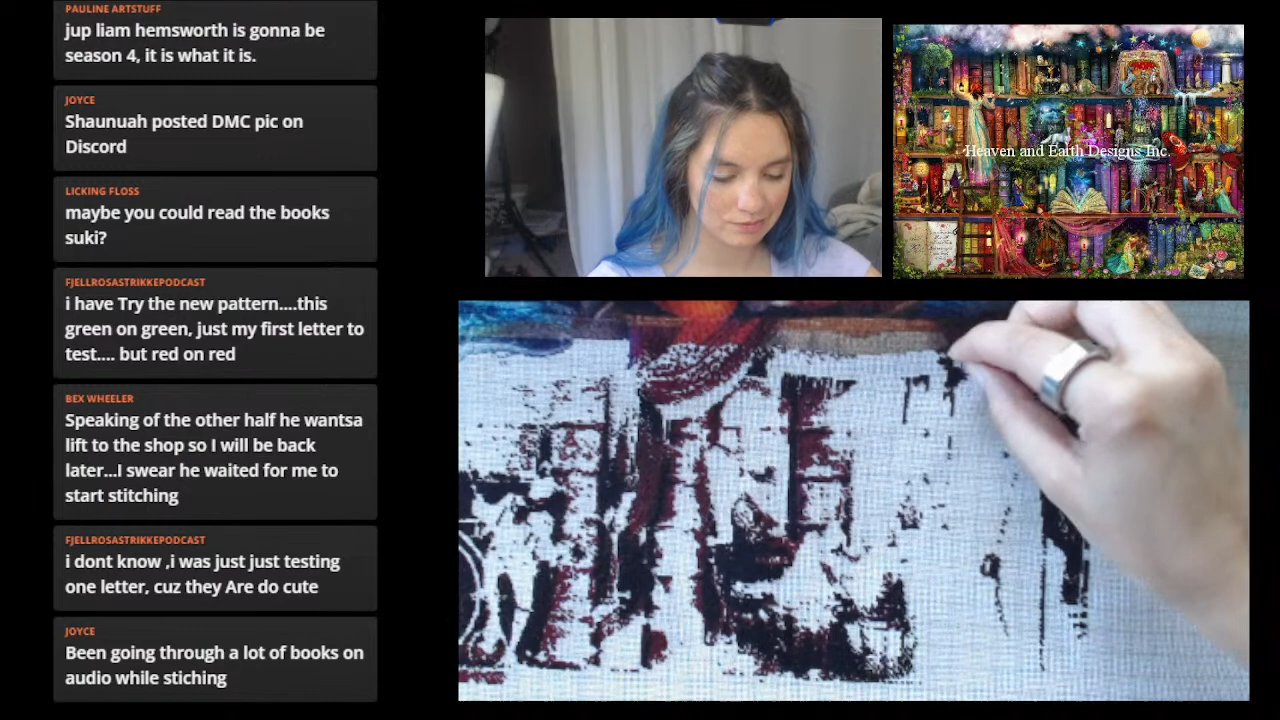 PAULINE ARTSTUFF
jup liam hemsworth is gonna be
season 4, it is what it is.
JOYCE
Shaunuah posted DMC pic on
Discord
LICKING FLOSS
maybe you could read the books
suki?
FJELLROSASTRIKKEPODCAST
i have Try the new pattern....this
green on green, just my first letter to
test.... but red on red
BEX WHEELER
Speaking of the other half he wantsa
lift to the shop so I will be back
later...I swear he waited for me to
start stitching
FJELLROSASTRIKKEPODCAST
i dont know ,i was just just testing
one letter, cuz they Are do cute
JOYCE
Been going through a lot of books on
audio while stiching
Heaven and Earth Designs Inc